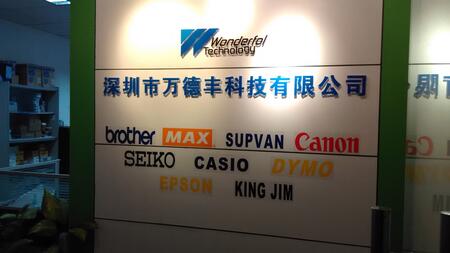 Wonderful
Technology
深圳市万德丰科技有限公司
brother MAX SUPVAN Canon
SEIKO CASIO DYMO
EPSON KING JIM